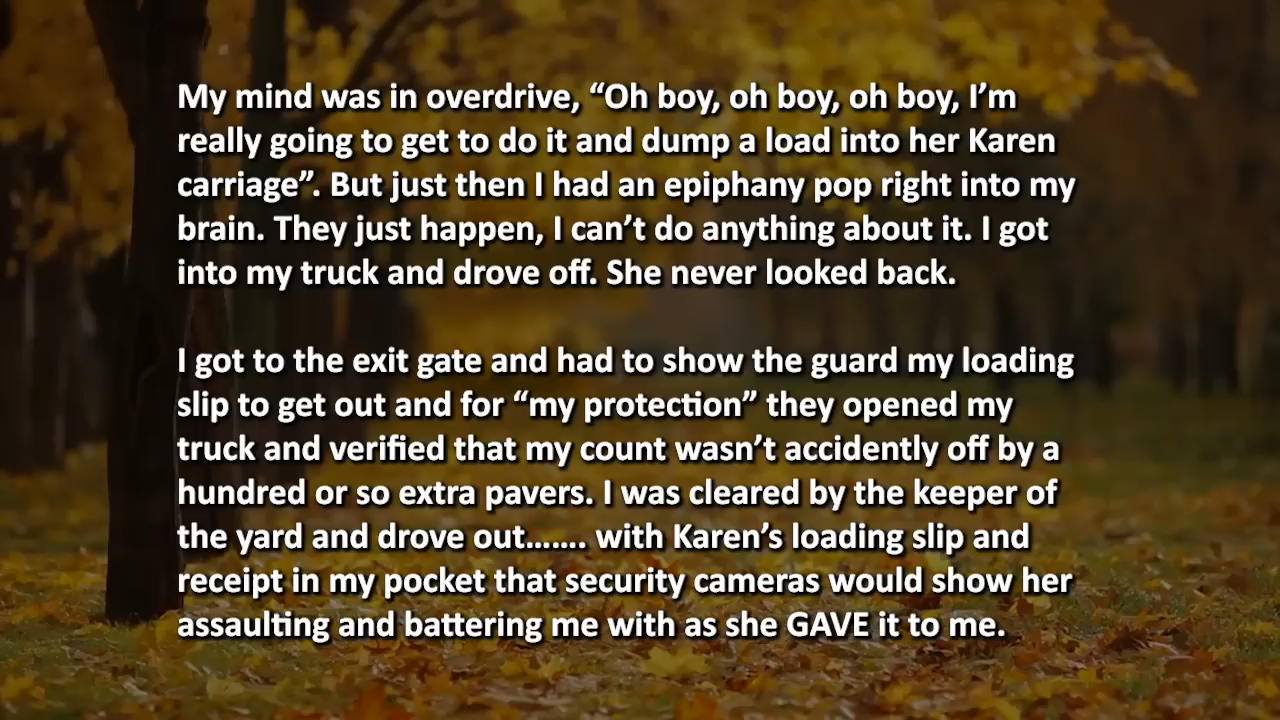 My mind was in overdrive, “Oh boy, oh boy, oh boy, I’m
really going to get to do it and dump a load into her Karen
carriage”. But just then I had an epiphany pop right into my
brain. They just happen, I can’t do anything about it. I got
into my truck and drove off. She never looked back.

I got to the exit gate and had to show the guard my loading
slip to get out and for “my protection” they opened my
truck and verified that my count wasn’t accidently off by a
hundred or so extra pavers. I was cleared by the keeper of
the yard and drove out……. with Karen’s loading slip and
receipt in my pocket that security cameras would show her
assaulting and battering me with as she GAVE it to me.